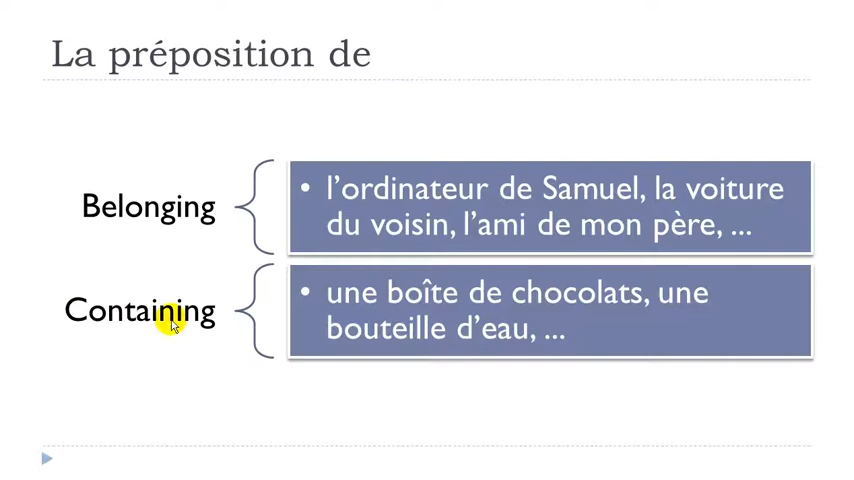 La préposition de
Belonging
• l’ordinateur de Samuel, la voiture
du voisin, l’ami de mon père, ...
Containing
• une boîte de chocolats, une
bouteille d’eau, ...